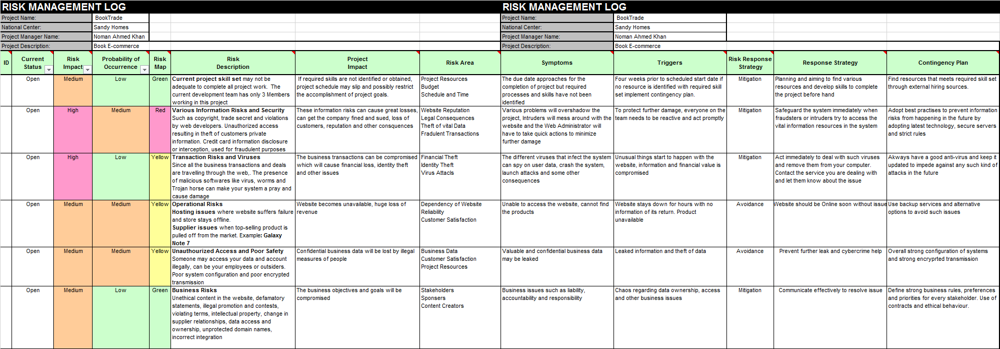 RISK MANAGEMENT LOG
RISK MANAGEMENT LOG
Project Name:
BookTrade
Project Name:
BookTrade
National Center:
Sandy Homes
National Center:
Sandy Homes
Project Manager Name:
Noman Ahmed Khan
Project Manager Name:
Noman Ahmed Khan
Project Description:
Book E-commerce
Project Description:
Book E-commerce
ID
Current
Status
Risk
Impact
Probability of
Occurrence
Risk
Map
Risk
Description
Project
Impact
Risk Area
Symptoms
Triggers
Risk Response
Strategy
Response Strategy
Contingency Plan
Open
Medium
Low
Green
Current project skill set may not be
adequate to complete all project work. The
current development team has only 3 Members
working in this project
If required skills are not identified or obtained,
project schedule may slip and possibly restrict
the accomplishment of project goals.
Project Resources
Budget
Schedule and Time
The due date approaches for the
completion of project but required
processes and skills have not been
identified
Four weeks prior to scheduled start date if
no resource is identified with required skill
set implement contingency plan.
Mitigation
Planning and aiming to find various
resources and develop skills to complete
the project before hand
Find resources that meets required skill set
through external hiring sources.
Open
High
Medium
Red
Various Information Risks and Security
Such as copyright, trade secret and violations
by web developers. Unauthorized access
resulting in theft of customers private
information. Credit card information disclosure
or interception, used for fraudulent purposes
These information risks can cause great losses,
can get the company fined and sued, loss of
customers, reputation and other consquences
Website Reputation
Legal Consequences
Theft of vital Data
Fradulent Transactions
Various problems will overshadow the
project, Intruders will mess around with the
website and the Web Administrator will
have to take quick actions to minimize
further damage
To protect further damage, everyone on the
team needs to be reactive and act promptly
Mitigation
Safeguard the system immediately when
fraudsters or intruders try to access the
vital information resources in the system
Adopt best practises to prevent information
risks from happening in the future by
adopting latest technology, secure servers
and strict rules
Open
High
Low
Yellow
Transaction Risks and Viruses
Since all the business transactions and deals
are travelling through the web,. The presence
of malicious softwares like virus, worms and
Trojan horse can make your system a pray and
cause damage
The business transactions can be compromised
which will cause financial loss, identity theft
and other issues
Financial Theft
Identity Theft
Virus Attacls
The different viruses that infect the system
can spy on user data, crash the system,
launch attacks and some other
consequences
Unusual things start to happen with the
website, information and financial value is
compromised
Mitigation
Act immediately to deal with such viruses
and remove them from your computer.
Contact the service you are dealing with
and let them know about the issue
Akways have a good anti-virus and keep it
updated to impede against any such kind of
attacks in the future
Open
Medium
Medium
Yellow
Operational Risks
Hosting issues where website suffers failure
and store stays offline.
Supplier issues when top-selling product is
pulled off from the market. Example: Galaxy
Note 7
Website becomes unavailable, huge loss of
revenue
Dependency of Website
Reliability
Customer Satisfaction
Unable to access the website, cannot find
the products
Website stays down for hours with no
information of its return. Product
unavailable
Avoidance
Website should be Online soon without issue
Use backup services and alternative
options to avoid such issues
Open
Medium
Medium
Yellow
Unauthourized Access and Poor Safety
Someone may access your data and account
illegally, can be your employees or outsiders.
Poor system configuration and poor encrypted
transmission
Confidential business data will be lost by illegal
measures of people
Business Data
Customer Satisfaction
Project Resources
Valuable and confidential business data
may be leaked
Leaked information and theft of data
Avoidance
Prevent further leak and cybercrime help
Overall strong configuration of systems
and strong encryprted transmission
Open
Medium
Low
Green
Business Risks
Unethical content in the website, defamatory
statements, illegal promotion and contests,
violating terms, intellectual property, change in
supplier relationships, data access and
ownership, unprotected domain names,
incorrect integration
The business objectives and goals will be
compromised
Stakeholders
Sponsers
Content Creators
Business issues such as liability,
accountability and responsibility
Chaos regarding data ownership, access
and other business issues
Mitigation
Communicate effectively to resolve issue
Define strong business rules, preferences
and priorities for every stakeholder. Use of
contracts and ethical behaviour.